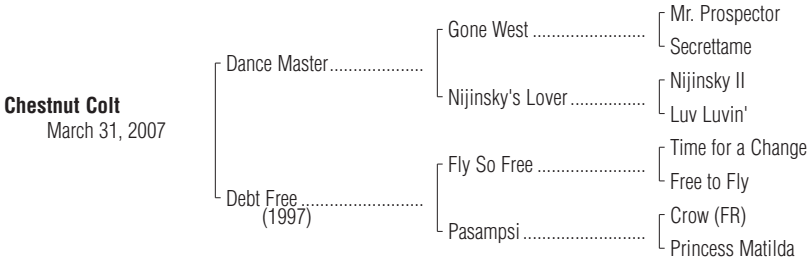 Mr. Prospector
Gone West
Secrettame
Dance Master
Nijinsky II
Nijinsky's Lover
Luv Luvin'
Chestnut Colt
March 31, 2007
Time for a Change
Fly So Free
Free to Fly
Debt Free
(1997)
Crow (FR)
Pasampsi
Princess Matilda